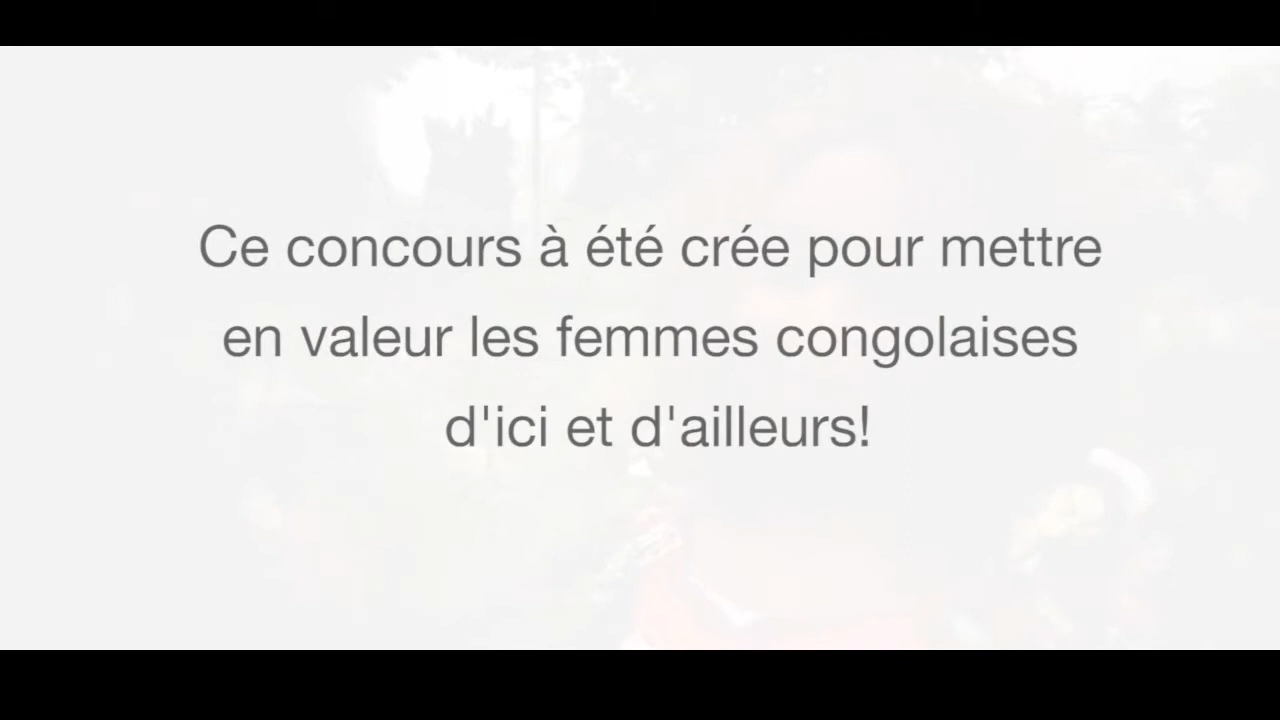 Ce concours à été crée pour mettre
en valeur les femmes congolaises
d'ici et d'ailleurs!